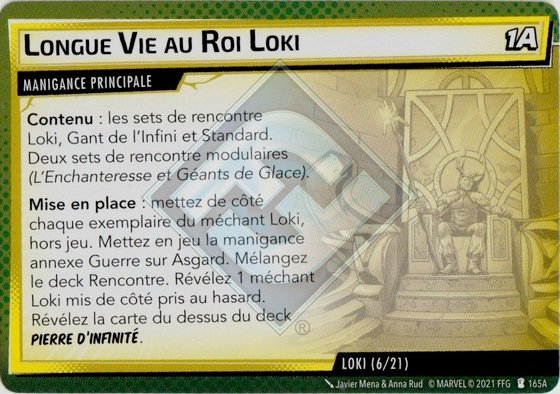 LONGUE VIE AU ROI LOKI
1A
MANIGANCE PRINCIPALE
Contenu : les sets de rencontre
Loki, Gant de l'Infini et Standard.
Deux sets de rencontre modulaires
(L'Enchanteresse et Géants de Glace).
Mise en place : mettez de côté
chaque exemplaire du méchant Loki,
hors jeu. Mettez en jeu la manigance
annexe Guerre sur Asgard. Mélangez
le deck Rencontre. Révélez 1 méchant
Loki mis de côté pris au hasard.
Révélez la carte du dessus du deck
PIERRE D'INFINITÉ.
®
LOKI (6/21)
Javier Mena & Anna Rud © MARVEL © 2021 FFG 165A